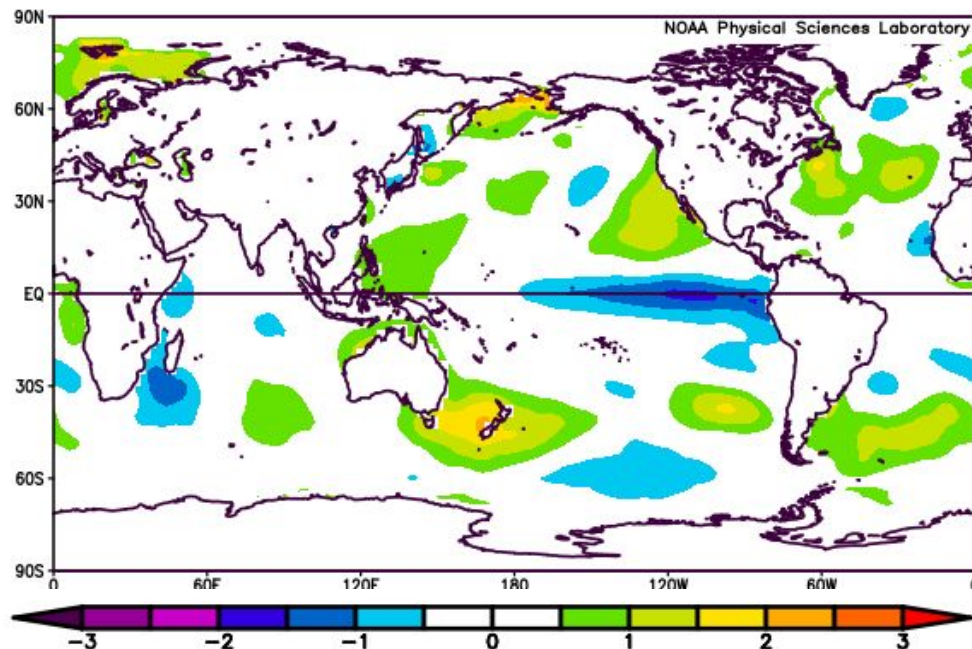 90N
NOAA Physical Sciences Laboratory
60N
30N
EQ
30S
60S
90S
0 60E 120E 180 120W 60W 0
-3 -2 -1 0 1 2 3